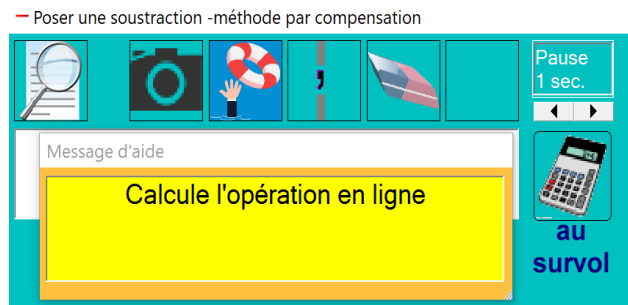 Poser une soustraction -méthode par compensation
Pause
1 sec.
,
Message d'aide
Calcule l'opération en ligne
au
survol